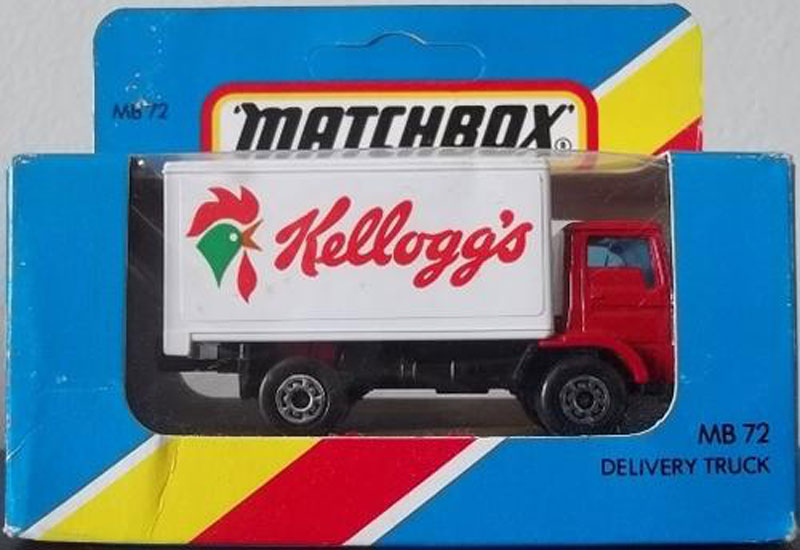 MB 72
"MATCHBOX"®
Kellogg's
MB 72
DELIVERY TRUCK